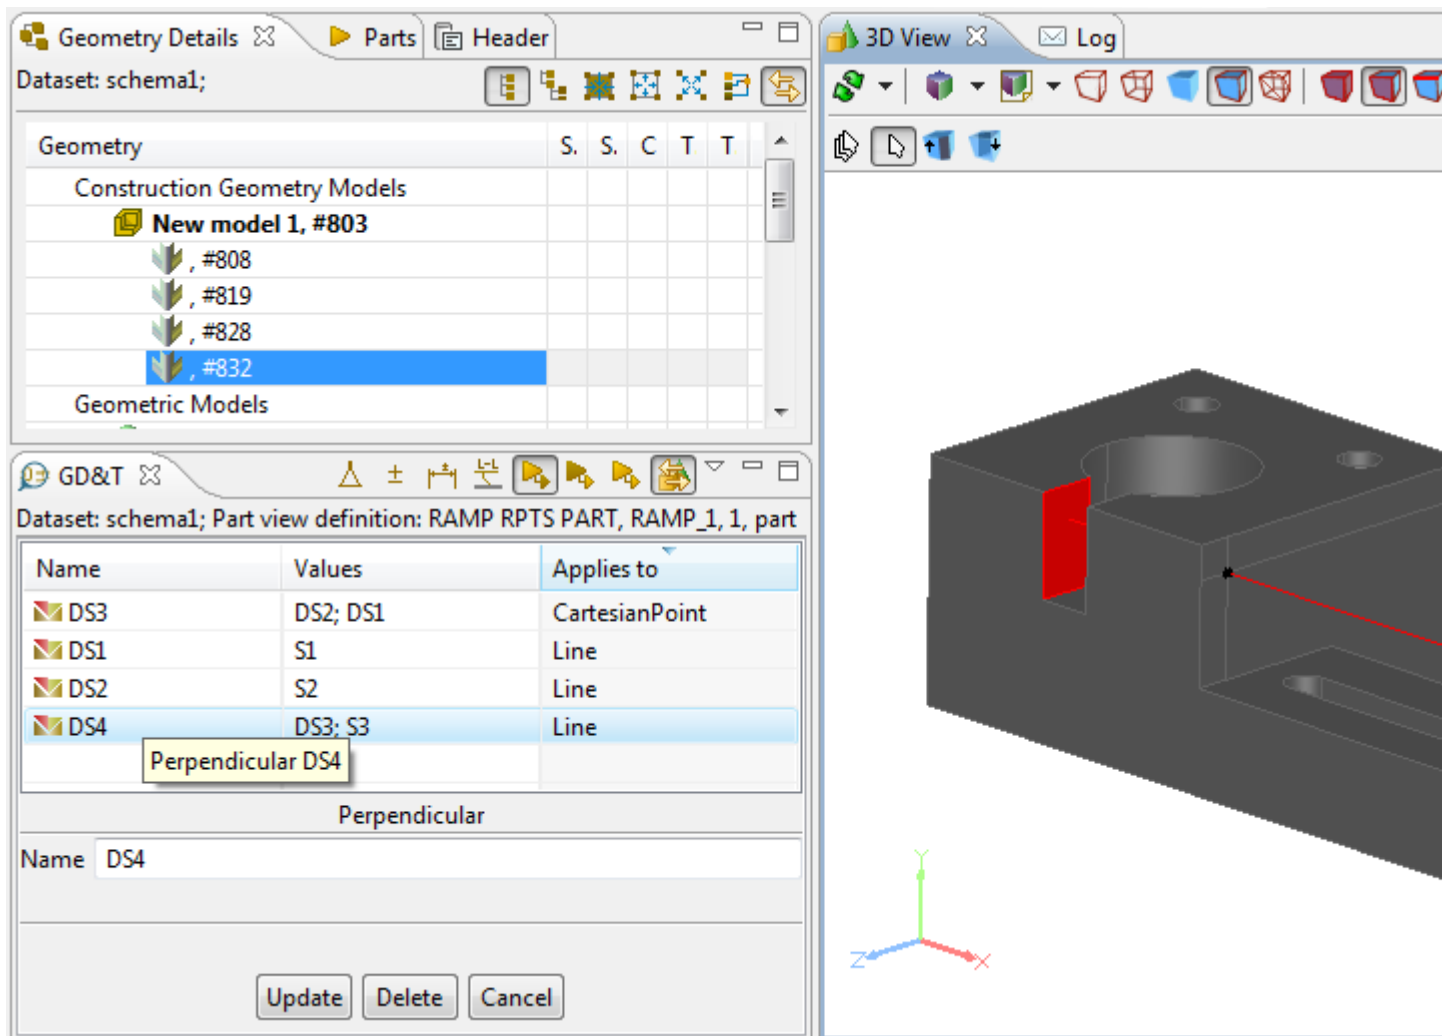 Geometry Details
Parts
Header
Dataset: schema1;
Geometry S. S. C T T
Construction Geometry Models
New model 1, #803
, #808
, #819
, #828
, #832
Geometric Models
GD&T
Dataset: schema1; Part view definition: RAMP RPTS PART, RAMP_1, 1, part
Name Values Applies to
DS3 DS2; DS1 CartesianPoint
DS1 S1 Line
DS2 S2 Line
DS4 DS3; S3 Line
Perpendicular DS4
Perpendicular
Name DS4
Update Delete Cancel
3D View
Log
Y
Z
X